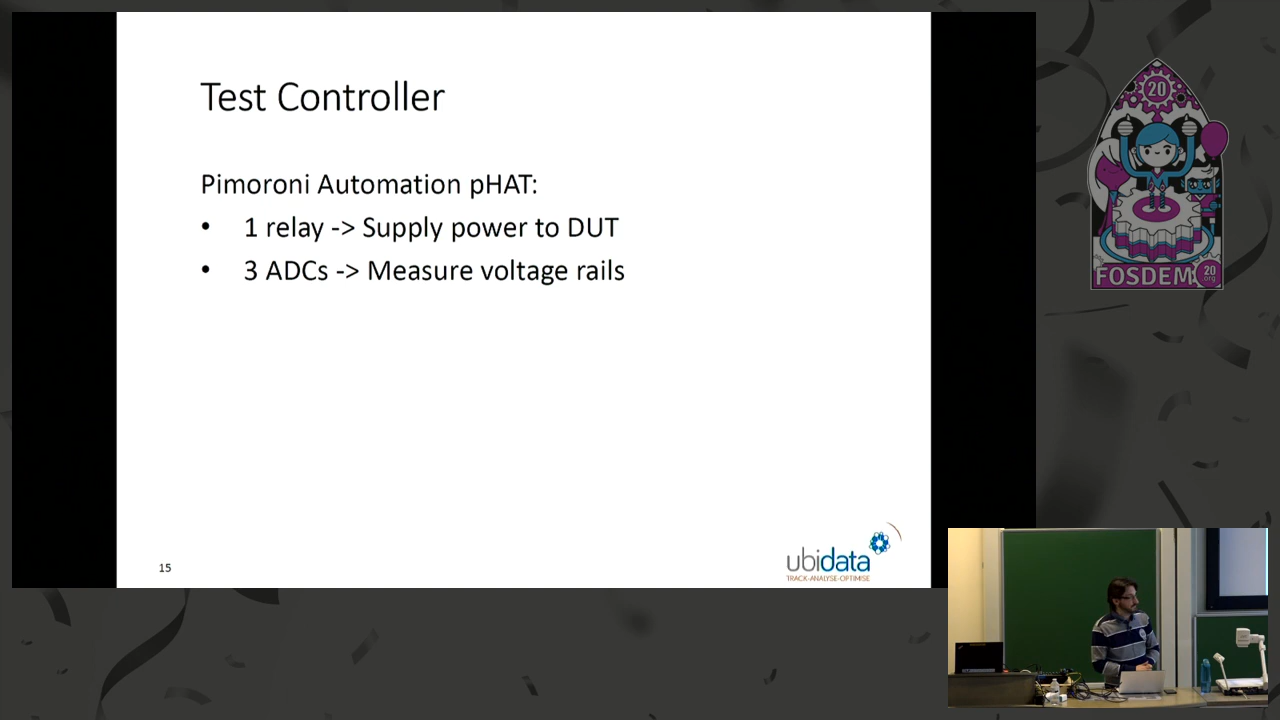 Test Controller
Pimoroni Automation pHAT:
• 1 relay -> Supply power to DUT
• 3 ADCs -> Measure voltage rails
15
ubidata
TRACK-ANALYSE-OPTIMISE
20
FOSDEM
20
org